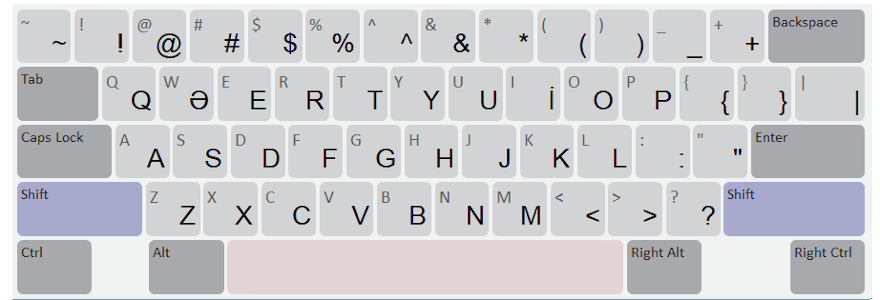 ~ ~ ! ! @ @ # # $ $ % % ^ ^ & & * * ( ( ) ) _ _ + + Backspace
Tab Q Q W Ə E E R R T T Y Y U U I İ O O P P { { } } | |
Caps Lock A A S S D D F F G G H H J J K K L L : : " " Enter
Shift Z Z X X C C V V B B N N M M < < > > ? ? Shift
Ctrl Alt Right Alt Right Ctrl